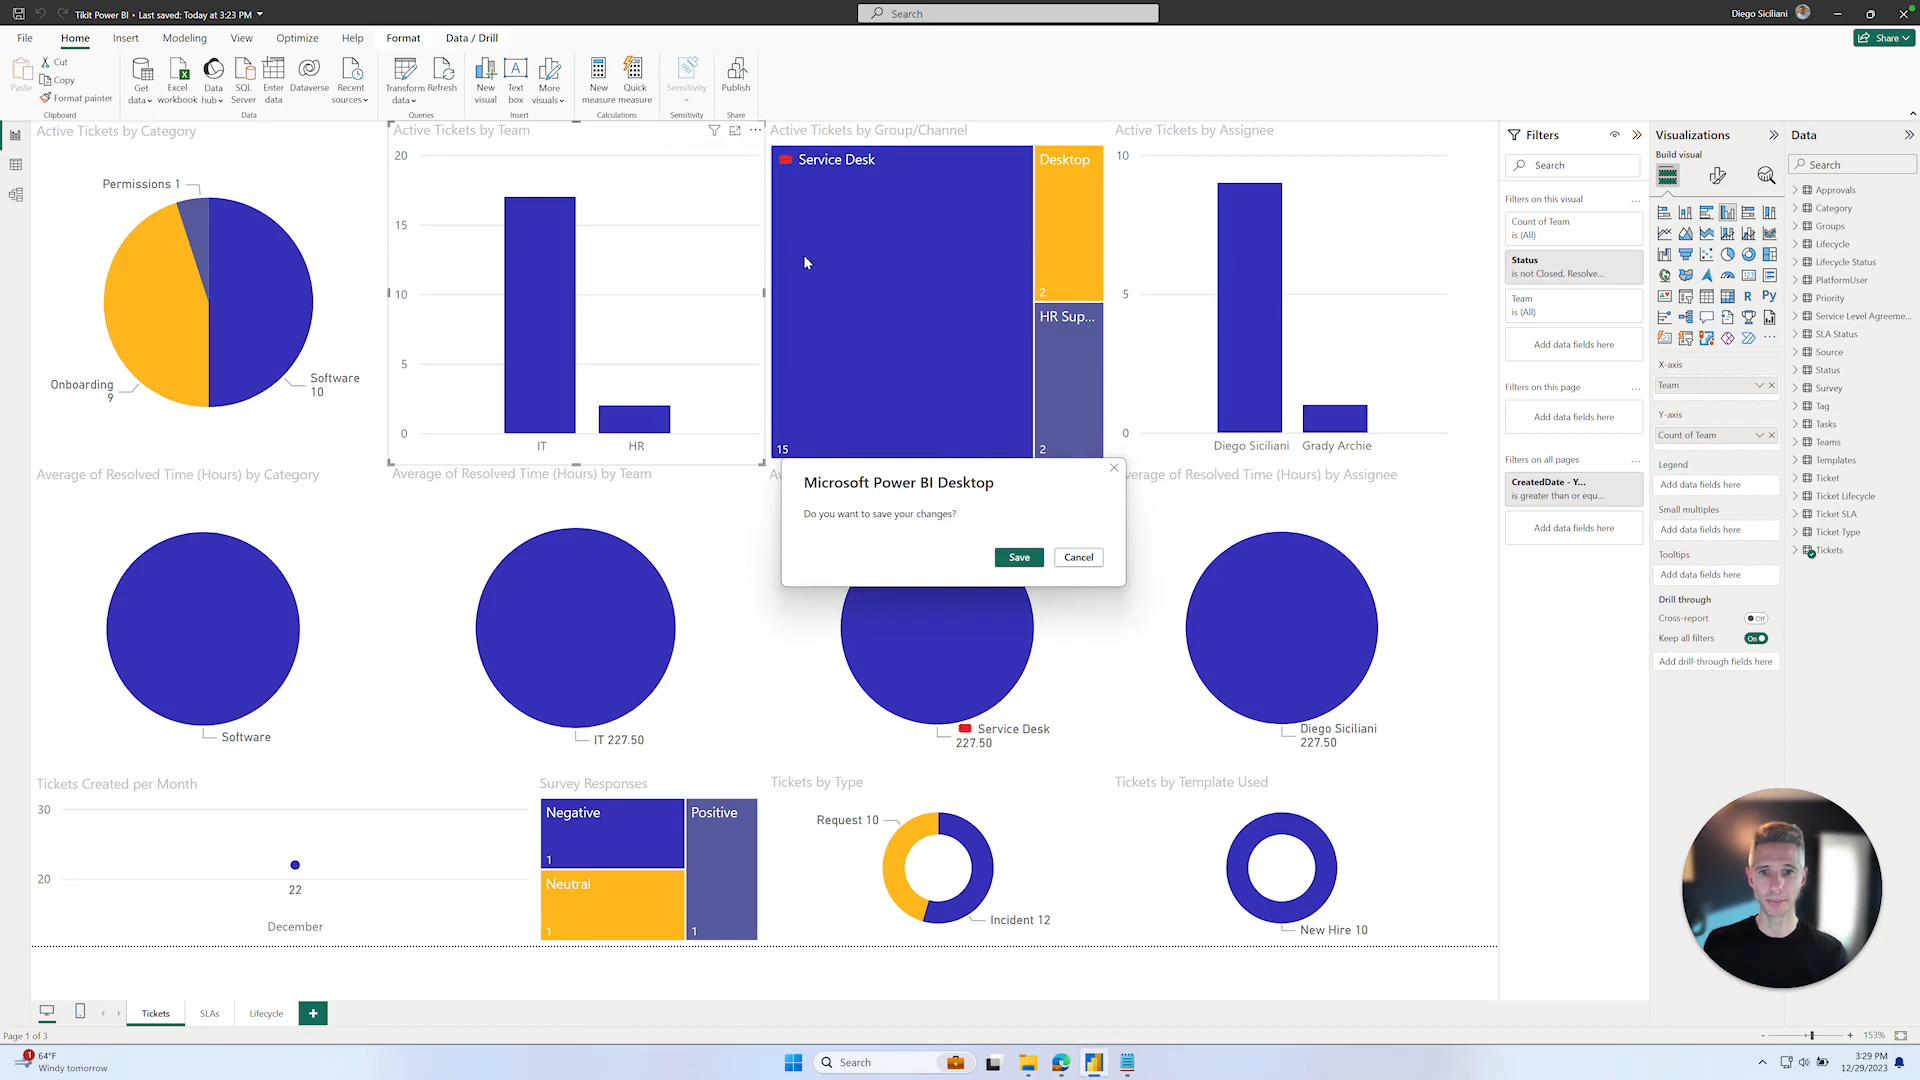 Tikit Power BI • Last saved: Today at 3:23 PM
Search
Diego Siciliani
File
Home
Insert
Modeling
View
Optimize
Help
Format
Data / Drill
Share
Paste
Cut
Copy
Format painter
Clipboard
Get data
Excel workbook
Data hub
SQL Server
Enter data
Dataverse
Recent sources
Data
Transform data
Refresh
Queries
New visual
Text box
More visuals
Insert
New measure
Quick measure
Calculations
Sensitivity
Sensitivity
Publish
Share
Active Tickets by Category
Permissions 1
Onboarding
9
Software
10
Active Tickets by Team
20
15
10
5
0
IT
HR
Active Tickets by Group/Channel
Service Desk
15
Desktop
2
HR Sup...
2
Active Tickets by Assignee
10
5
0
Diego Siciliani
Grady Archie
Average of Resolved Time (Hours) by Category
Software
Average of Resolved Time (Hours) by Team
IT 227.50
Service Desk
227.50
verage of Resolved Time (Hours) by Assignee
Diego Siciliani
227.50
Microsoft Power BI Desktop
Do you want to save your changes?
Save
Cancel
Tickets Created per Month
30
20
22
December
Survey Responses
Negative
1
Neutral
1
Positive
1
Tickets by Type
Request 10
Incident 12
Tickets by Template Used
New Hire 10
Filters
Search
Filters on this visual
Count of Team
is (All)
Status
is not Closed, Resolve...
Team
is (All)
Add data fields here
Filters on this page
Add data fields here
Filters on all pages
CreatedDate - Y...
is greater than or equ...
Add data fields here
Visualizations
Build visual
R
Py
X-axis
Team
Y-axis
Count of Team
Legend
Add data fields here
Small multiples
Add data fields here
Tooltips
Add data fields here
Drill through
Cross-report
Off
Keep all filters
On
Add drill-through fields here
Data
Search
Approvals
Category
Groups
Lifecycle
Lifecycle Status
PlatformUser
Priority
Service Level Agreeme...
SLA Status
Source
Status
Survey
Tag
Tasks
Teams
Templates
Ticket
Ticket Lifecycle
Ticket SLA
Ticket Type
Tickets
Tickets
SLAs
Lifecycle
Page 1 of 3
153%
1
64°F
Windy tomorrow
Search
3:29 PM
12/29/2023